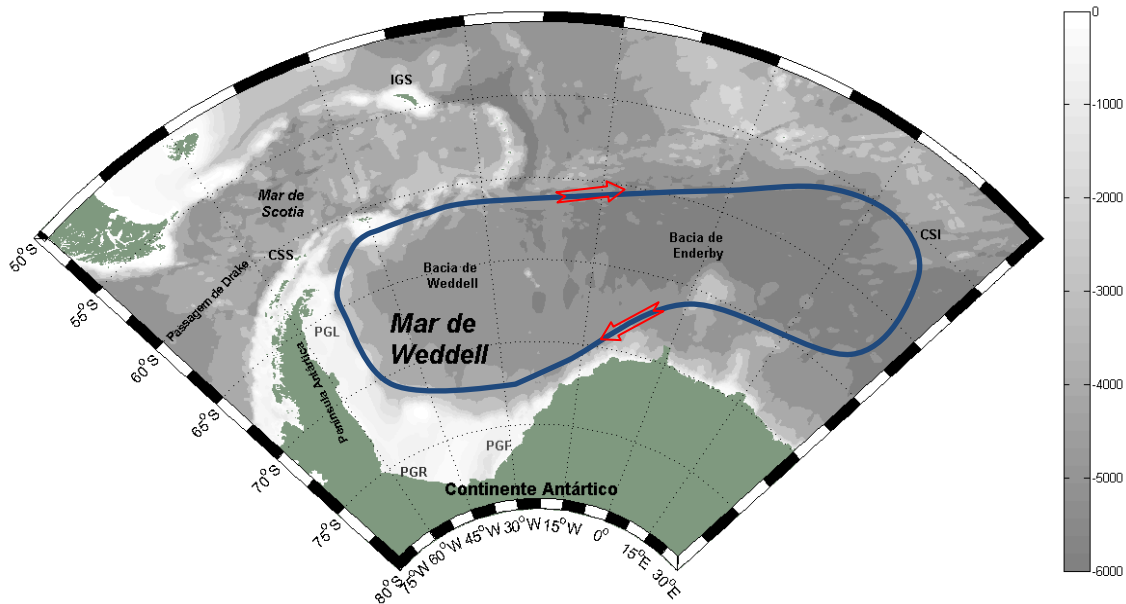 IGS
Mar de
Scotia
CSS
Passagem de Drake
Bacia de
Weddell
Bacia de
Enderby
CSI
Mar de
Weddell
PGL
Península Antártica
PGR
PGF
Continente Antártico
50°S
55°S
60°S
65°S
70°S
75°S
80°S
75°W
60°W
45°W
30°W
15°W
0°
15°E
30°E
0
-1000
-2000
-3000
-4000
-5000
-6000